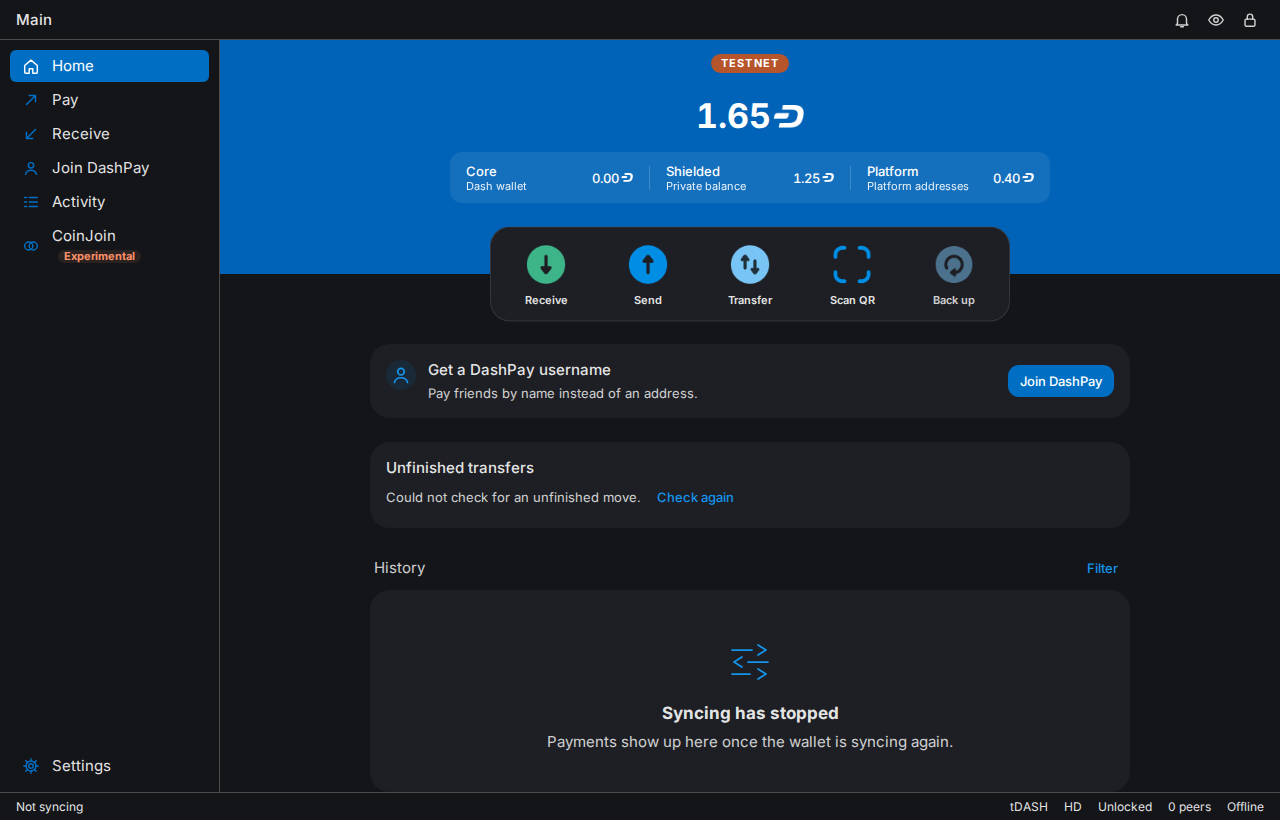 Main
Home
Pay
Receive
Join DashPay
Activity
CoinJoin
Experimental
Settings
TESTNET
1.65
Core
Dash wallet
0.00
Shielded
Private balance
1.25
Platform
Platform addresses
0.40
Receive
Send
Transfer
Scan QR
Back up
Get a DashPay username
Pay friends by name instead of an address.
Join DashPay
Unfinished transfers
Could not check for an unfinished move. Check again
History
Filter
Syncing has stopped
Payments show up here once the wallet is syncing again.
Not syncing
tDASH HD Unlocked 0 peers Offline